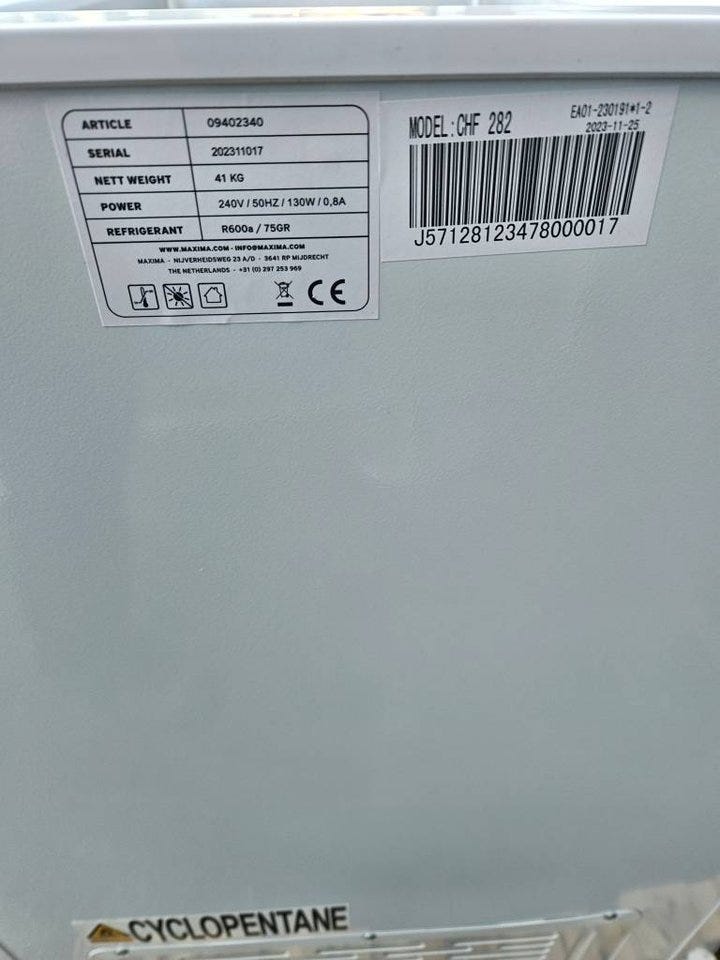 ARTICLE 09402340
SERIAL 202311017
NETT WEIGHT 41 KG
POWER 240V / 50HZ / 130W / 0,8A
REFRIGERANT R600a / 75GR
WWW.MAXIMA.COM - INFO@MAXIMA.COM
MAXIMA - NIJVERHEIDSWEG 23 A/D - 3641 RP MIJDRECHT
THE NETHERLANDS - +31 (0) 297 253 969
CE
EA01-230191*1-2
MODEL:CHF 282
2023-11-25
J57128123478000017
CYCLOPENTANE